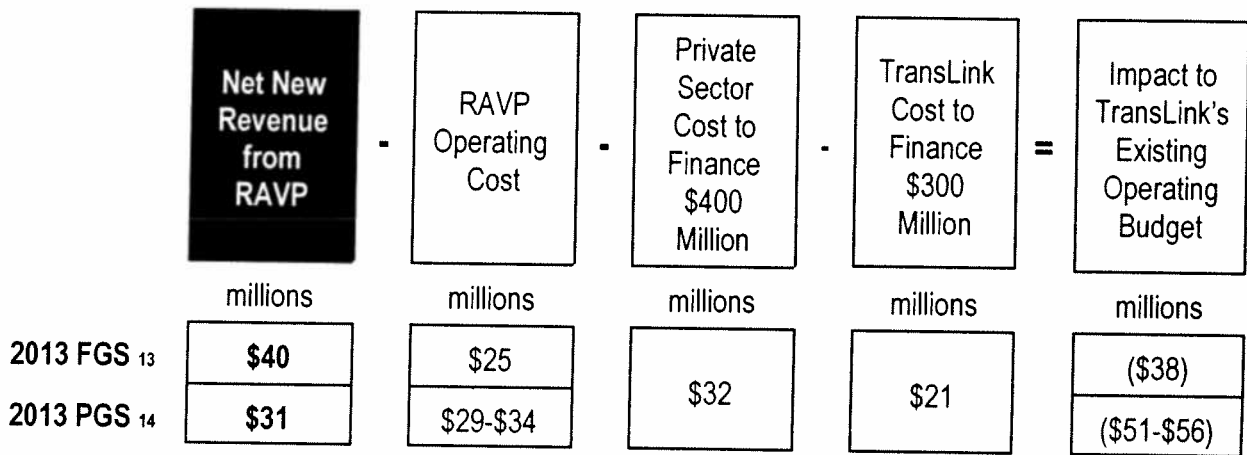 Net New
Revenue
from
RAVP
-
RAVP
Operating
Cost
-
Private
Sector
Cost to
Finance
$400
Million
-
TransLink
Cost to
Finance
$300
Million
=
Impact to
TransLink's
Existing
Operating
Budget
millions millions millions millions millions
2013 FGS 13 $40 $25 $32 $21 ($38)
2013 PGS 14 $31 $29-$34 ($51-$56)